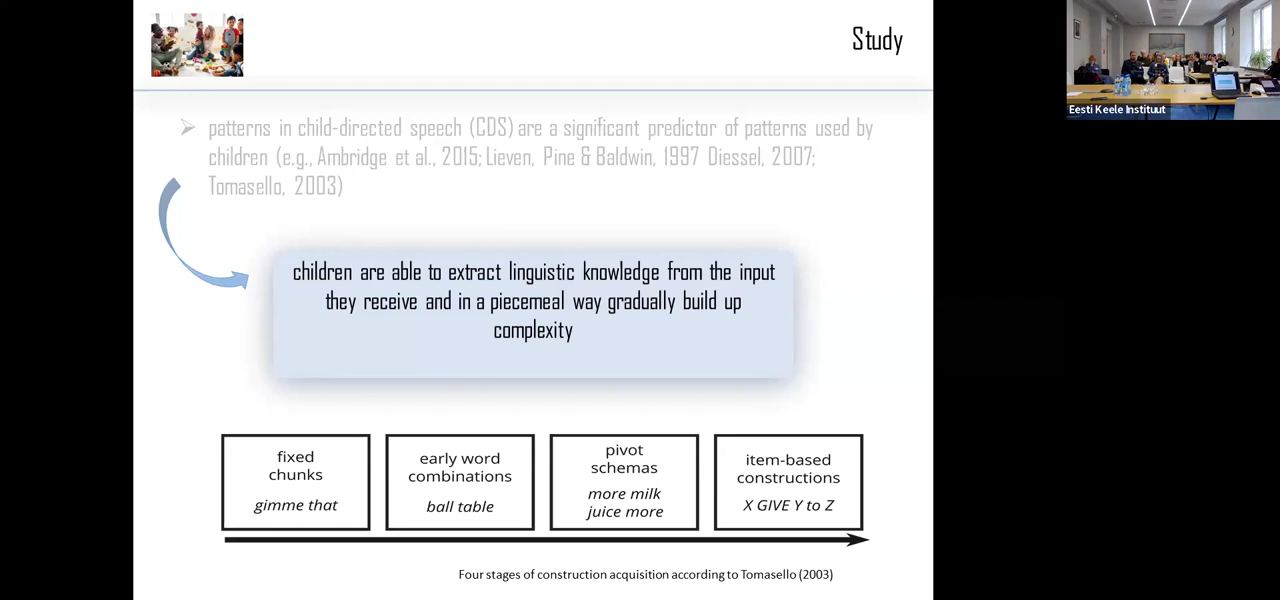 Study
patterns in child-directed speech (CDS) are a significant predictor of patterns used by
children (e.g., Ambridge et al., 2015; Lieven, Pine & Baldwin, 1997 Diessel, 2007;
Tomasello, 2003)
children are able to extract linguistic knowledge from the input
they receive and in a piecemeal way gradually build up
complexity
fixed
chunks
gimme that
early word
combinations
ball table
pivot
schemas
more milk
juice more
item-based
constructions
X GIVE Y to Z
Four stages of construction acquisition according to Tomasello (2003)
Eesti Keele Instituut